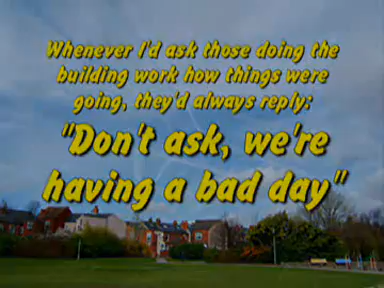 Whenever I'd ask those doing the
building work how things were
going, they'd always reply:
"Don't ask, we're
having a bad day"